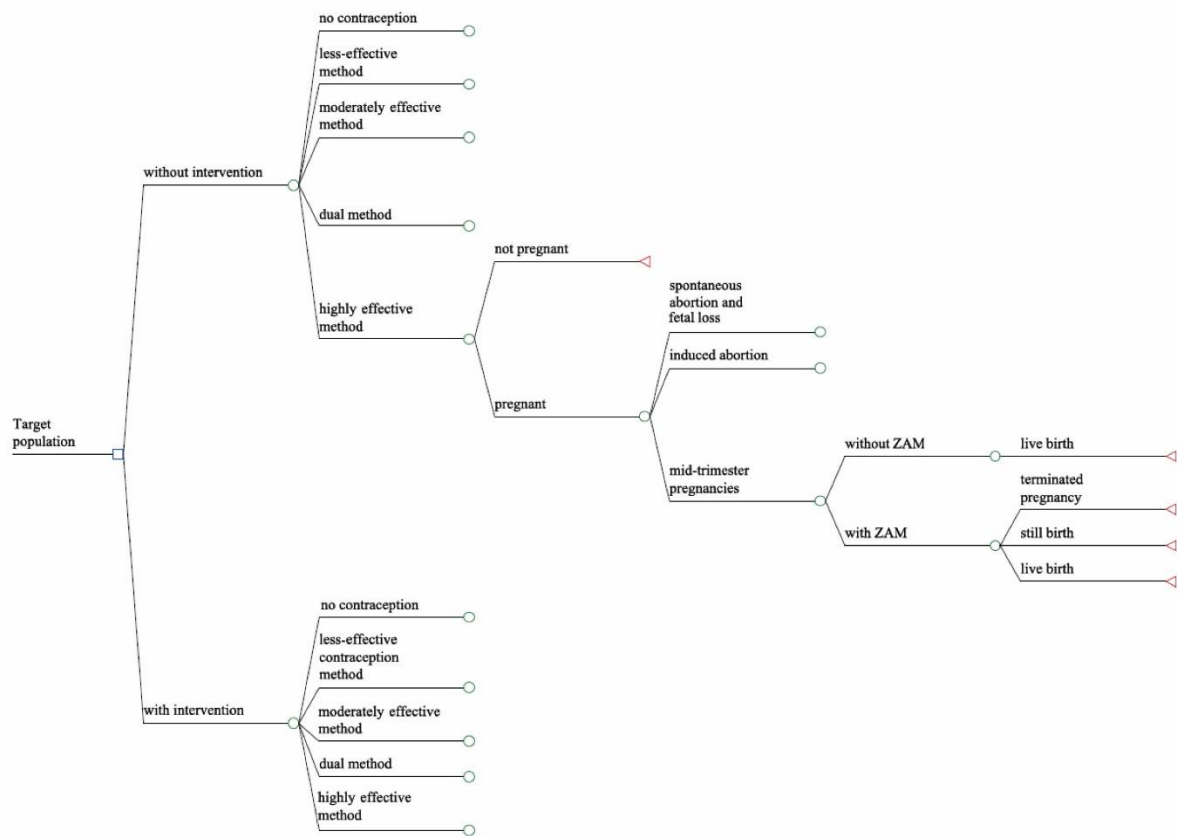 no contraception
less-effective
method
moderately effective
method
without intervention
dual method
not pregnant
highly effective
method
spontaneous
abortion and
fetal loss
induced abortion
pregnant
Target
population
mid-trimester
pregnancies
without ZAM
live birth
terminated
pregnancy
with ZAM
still birth
live birth
no contraception
less-effective
contraception
method
with intervention
moderately effective
method
dual method
highly effective
method